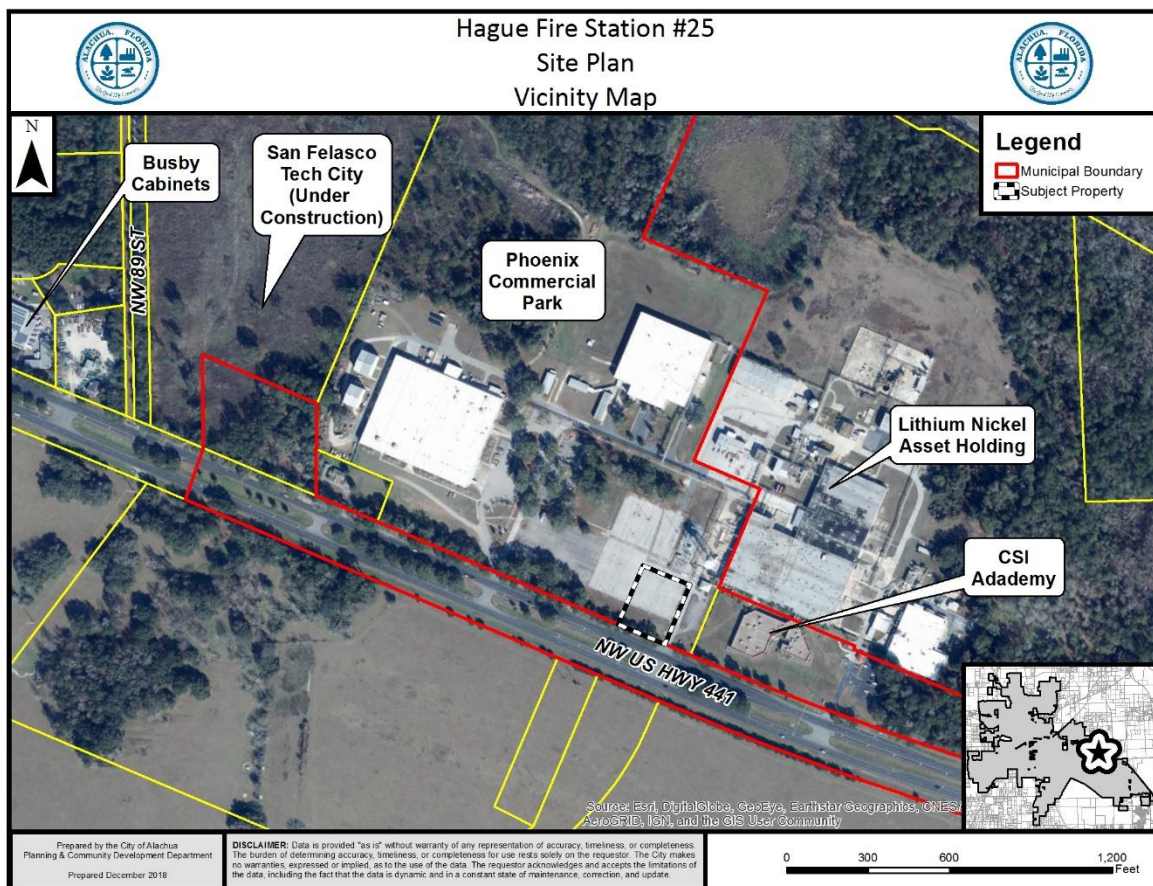 Hague Fire Station #25
Site Plan
Vicinity Map
ALACHUA, FLORIDA
ALACHUA, FLORIDA
N
Busby
Cabinets
San Felasco
Tech City
(Under
Construction)
Phoenix
Commercial
Park
Legend
Municipal Boundary
Subject Property
NW 89 ST
Lithium Nickel
Asset Holding
CSI
Adademy
NW US HWY 441
Source: Esri, DigitalGlobe, GeoEye, Earthstar Geographics, CNES/
AeroGRID, IGN, and the GIS User Community
Prepared by the City of Alachua
Planning & Community Development Department
Prepared December 2018
DISCLAIMER: Data is provided "as is" without warranty of any representation of accuracy, timeliness, or completeness.
The burden of determining accuracy, timeliness, or completeness for use rests solely on the requestor. The City makes
no warranties, expressed or implied, as to the use of the data. The requestor acknowledges and accepts the limitations of
the data, including the fact that the data is dynamic and in a constant state of maintenance, correction, and update.
0 300 600 1,200
Feet